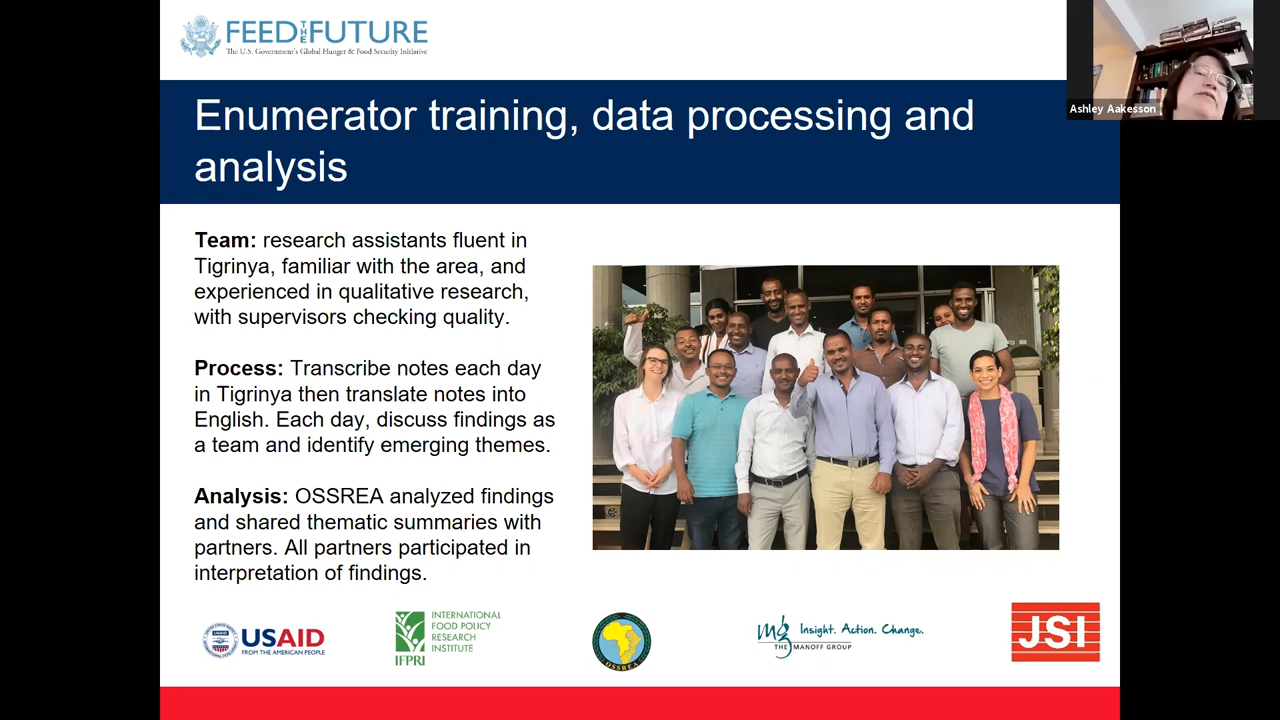 FEED THE FUTURE
The U.S. Government's Global Hunger & Food Security Initiative
Ashley Aakesson
Enumerator training, data processing and
analysis
Team: research assistants fluent in
Tigrinya, familiar with the area, and
experienced in qualitative research,
with supervisors checking quality.
Process: Transcribe notes each day
in Tigrinya then translate notes into
English. Each day, discuss findings as
a team and identify emerging themes.
Analysis: OSSREA analyzed findings
and shared thematic summaries with
partners. All partners participated in
interpretation of findings.
USAID
FROM THE AMERICAN PEOPLE
IFPRI
INTERNATIONAL
FOOD POLICY
RESEARCH
INSTITUTE
OSSREA
mg Insight. Action. Change.
THE MANOFF GROUP
JSI